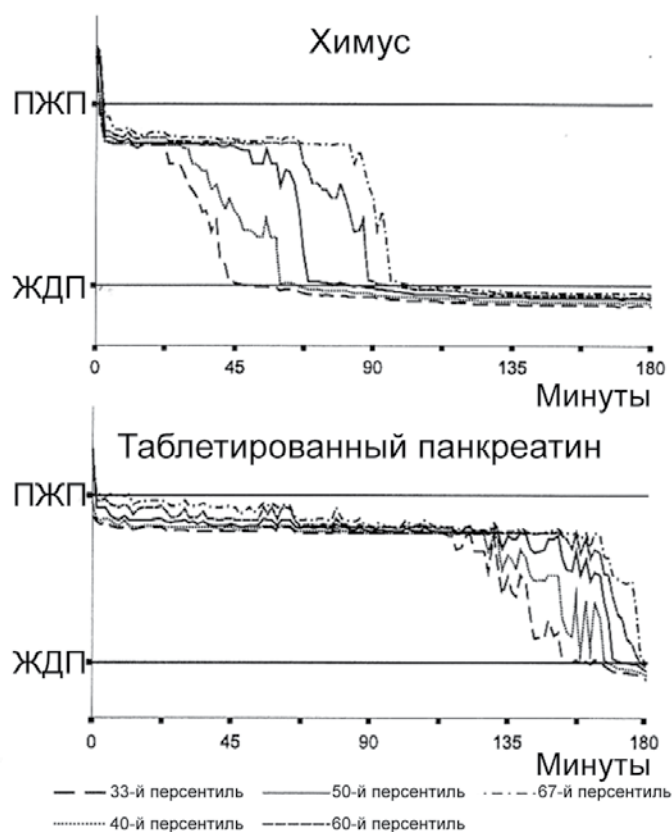 Химус
ПЖП
ЖДП
0 45 90 135 180
Минуты
Таблетированный панкреатин
ПЖП
ЖДП
0 45 90 135 180
Минуты
33-й персентиль 50-й персентиль 67-й персентиль
40-й персентиль 60-й персентиль